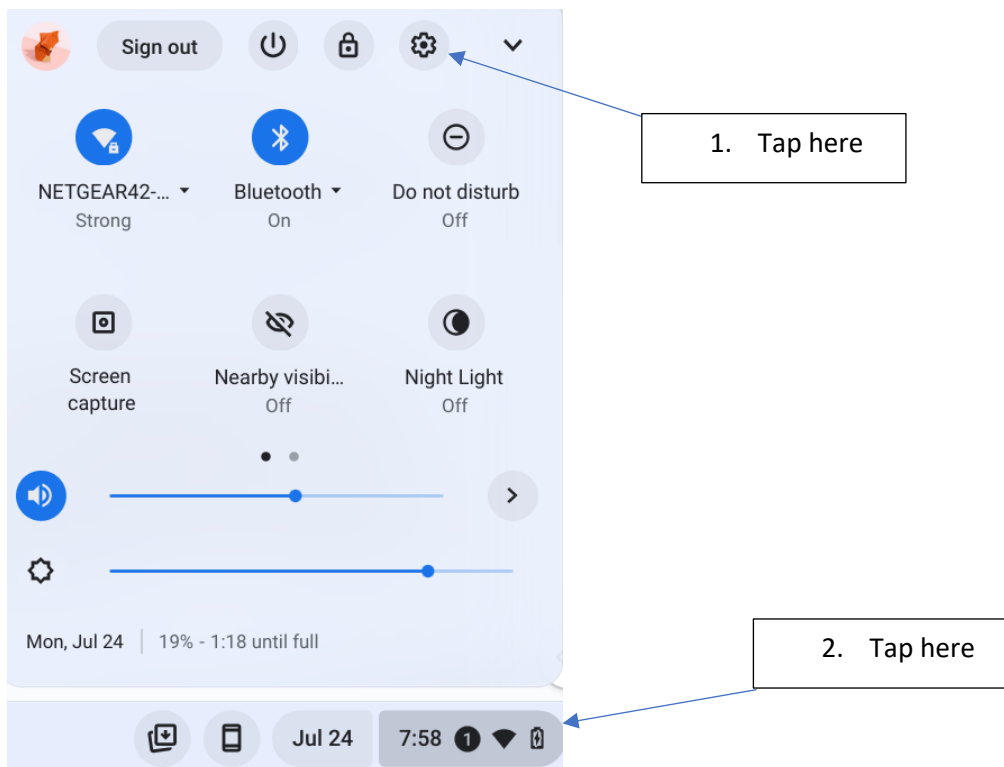 Sign out
1. Tap here
NETGEAR42-... Bluetooth Do not disturb
Strong On Off
Screen capture
Nearby visibi...
Off
Night Light
Off
Mon, Jul 24 19% - 1:18 until full
2. Tap here
Jul 24 7:58 1